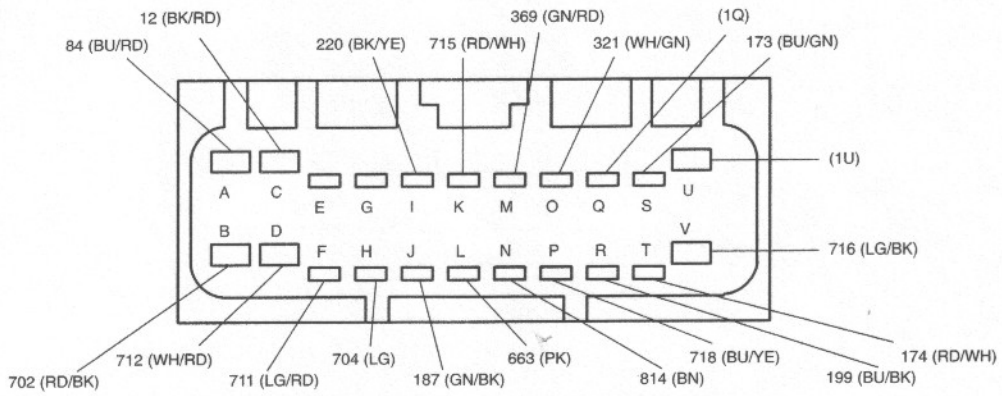 12 (BK/RD)
369 (GN/RD)
(1Q)
84 (BU/RD)
220 (BK/YE)
715 (RD/WH)
321 (WH/GN)
173 (BU/GN)
(1U)
A
C
E
G
I
K
M
O
Q
S
U
B
D
F
H
J
L
N
P
R
T
V
716 (LG/BK)
702 (RD/BK)
712 (WH/RD)
711 (LG/RD)
704 (LG)
187 (GN/BK)
663 (PK)
814 (BN)
718 (BU/YE)
199 (BU/BK)
174 (RD/WH)